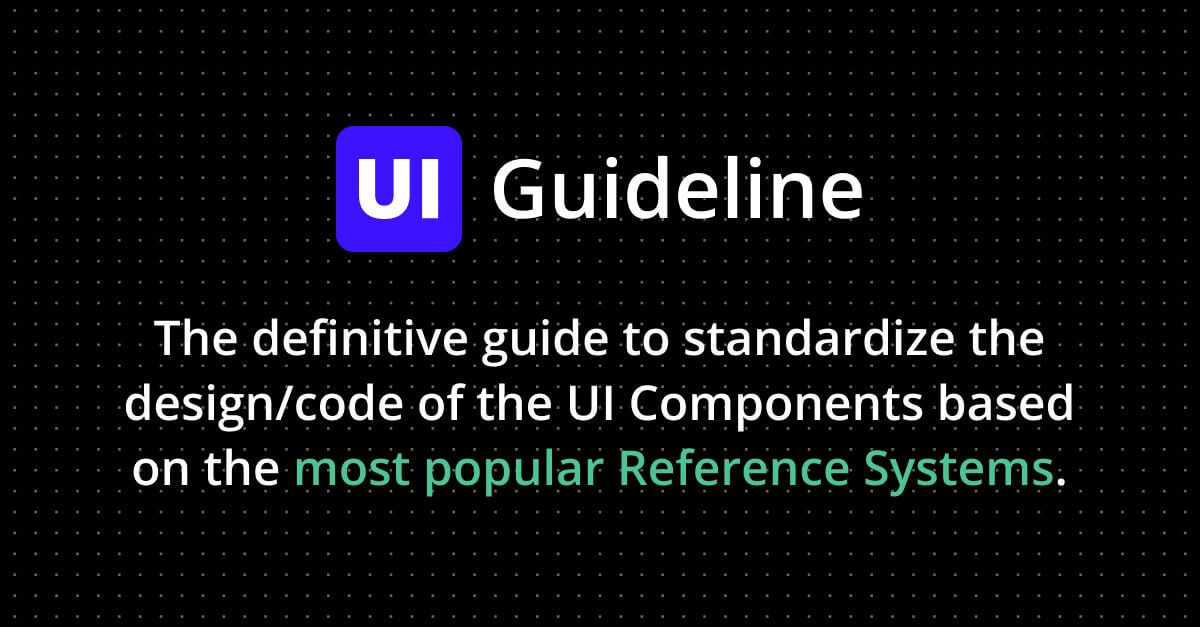 UI Guideline
The definitive guide to standardize the
design/code of the UI Components based
on the most popular Reference Systems.